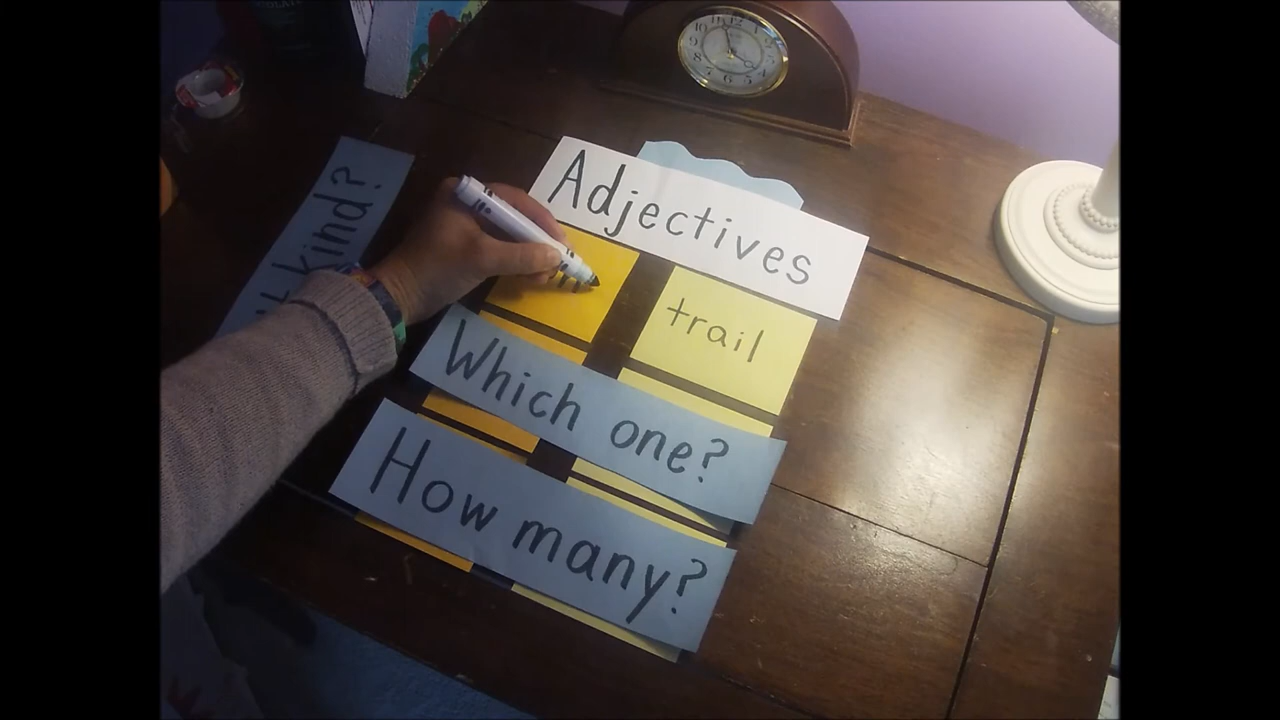 Adjectives
trail
Which one?
How many?
kind?